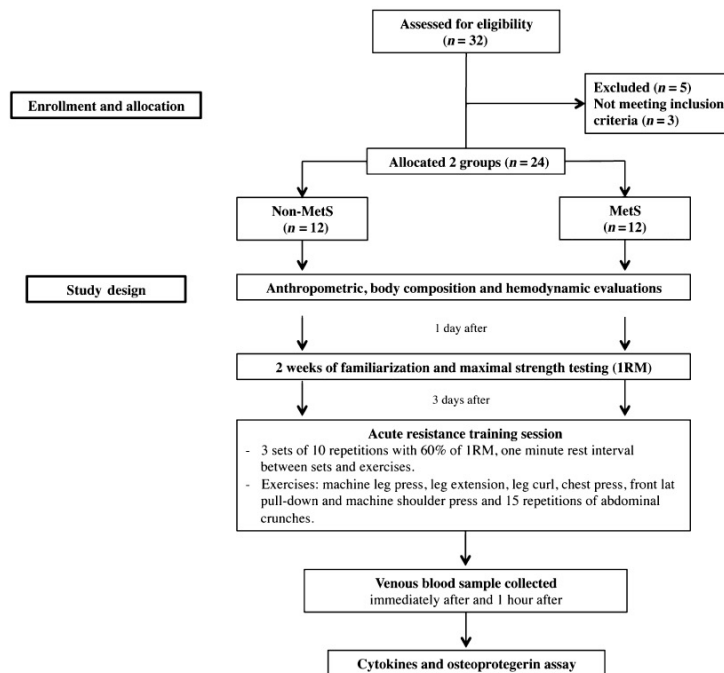 Assessed for eligibility
(n = 32)
Excluded (n = 5)
Not meeting inclusion
criteria (n = 3)
Enrollment and allocation
Allocated 2 groups (n = 24)
Non-MetS
(n = 12)
MetS
(n = 12)
Study design
Anthropometric, body composition and hemodynamic evaluations
1 day after
2 weeks of familiarization and maximal strength testing (1RM)
3 days after
Acute resistance training session
- 3 sets of 10 repetitions with 60% of 1RM, one minute rest interval
between sets and exercises.
- Exercises: machine leg press, leg extension, leg curl, chest press, front lat
pull-down and machine shoulder press and 15 repetitions of abdominal
crunches.
Venous blood sample collected
immediately after and 1 hour after
Cytokines and osteoprotegerin assay